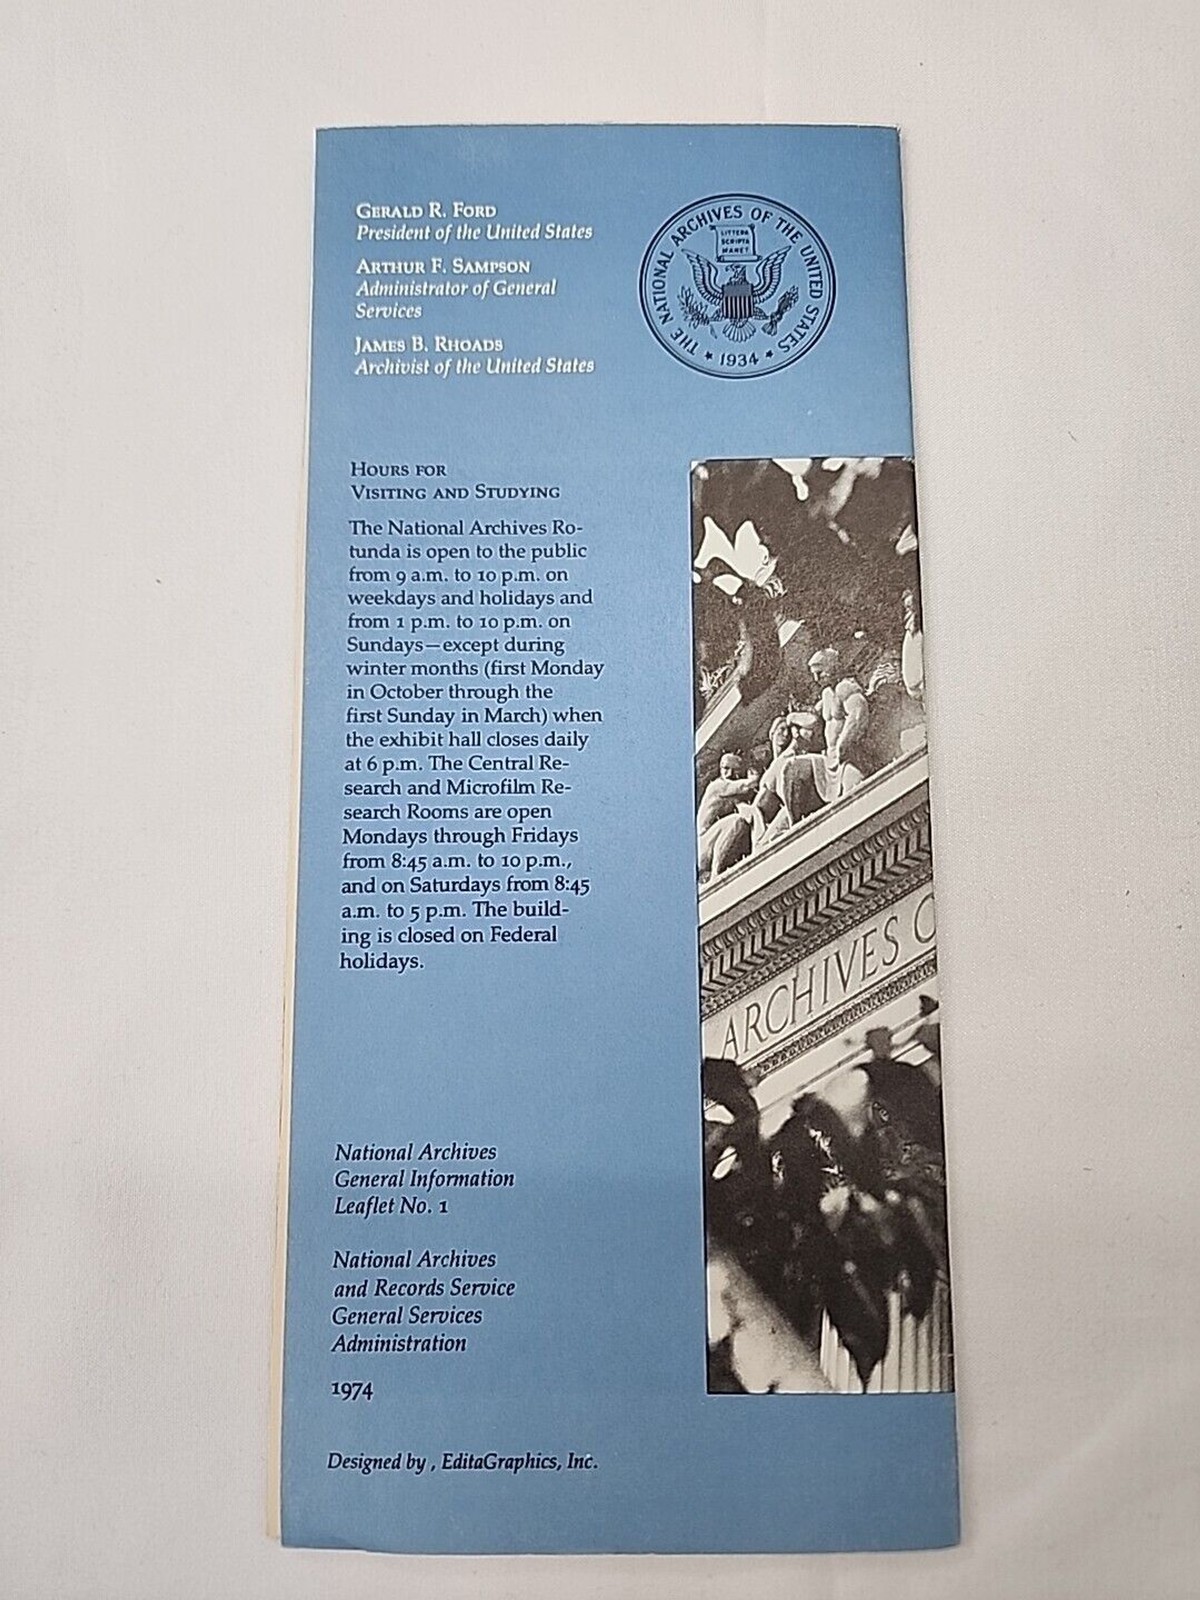 GERALD R. FORD
President of the United States
ARTHUR F. SAMPSON
Administrator of General
Services
JAMES B. RHOADS
Archivist of the United States
THE NATIONAL ARCHIVES OF THE UNITED STATES
LITTERA
SCRIPTA
MANET
★ 1934 ★
HOURS FOR
VISITING AND STUDYING
The National Archives Ro-
tunda is open to the public
from 9 a.m. to 10 p.m. on
weekdays and holidays and
from 1 p.m. to 10 p.m. on
Sundays—except during
winter months (first Monday
in October through the
first Sunday in March) when
the exhibit hall closes daily
at 6 p.m. The Central Re-
search and Microfilm Re-
search Rooms are open
Mondays through Fridays
from 8:45 a.m. to 10 p.m.,
and on Saturdays from 8:45
a.m. to 5 p.m. The build-
ing is closed on Federal
holidays.
ARCHIVES O
National Archives
General Information
Leaflet No. 1
National Archives
and Records Service
General Services
Administration
1974
Designed by , EditaGraphics, Inc.